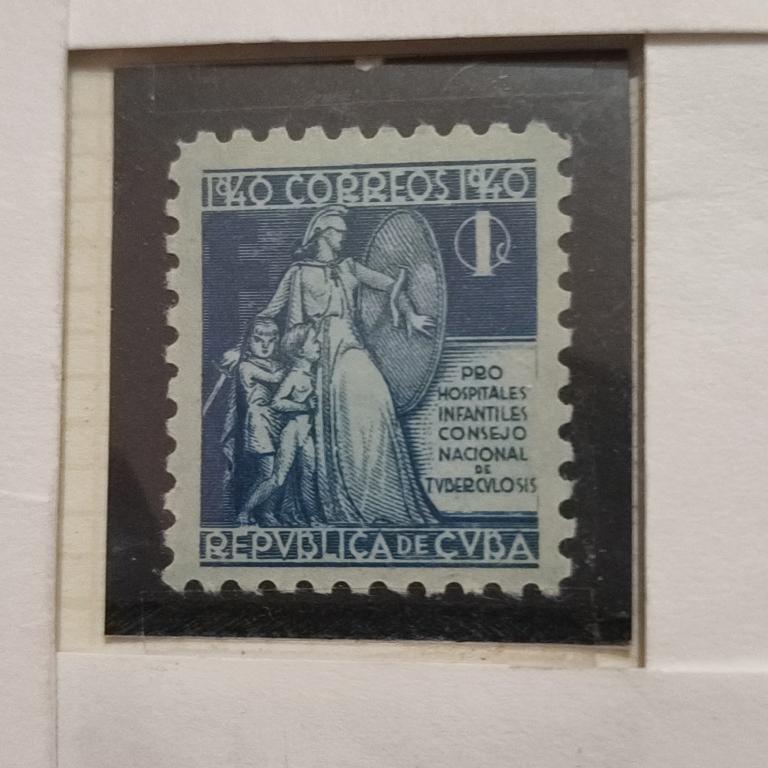 1940 CORREOS 1940
1 C
PRO
HOSPITALES
INFANTILES
CONSEJO
NACIONAL
DE
TVBERCVLOSIS
REPVBLICA DE CVBA